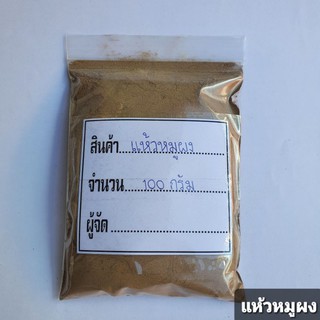 สินค้า....แห้วหมูผง..............
จำนวน....100 กรัม........
ผู้จัด..............................
แห้วหมูผง